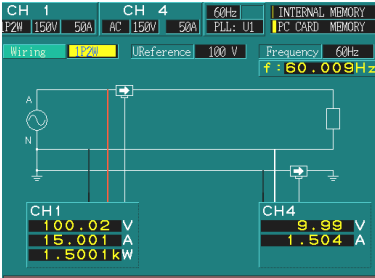 CH 1 CH 4 60Hz INTERNAL MEMORY
1P2W 150V 50A AC 150V 50A PLL: U1 PC CARD MEMORY
Wiring 1P2W UReference 100 V Frequency 60Hz
f:60.009Hz
A
N
CH1 CH4
100.02 V 9.99 V
15.001 A 1.504 A
1.5001kW